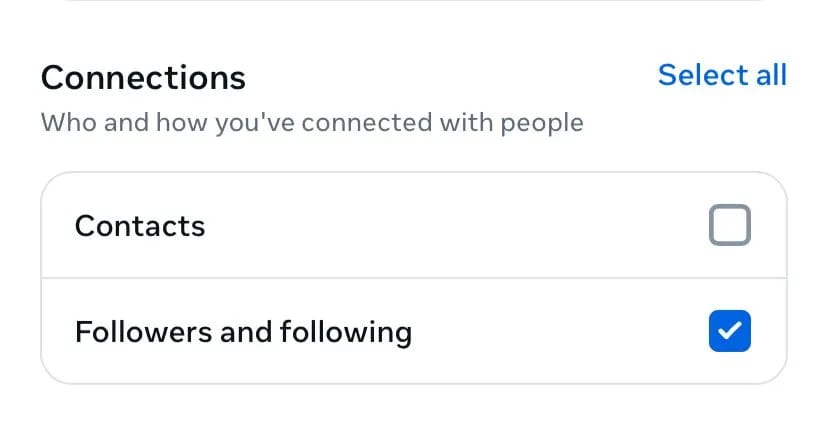 Connections
Select all
Who and how you've connected with people
Contacts
Followers and following